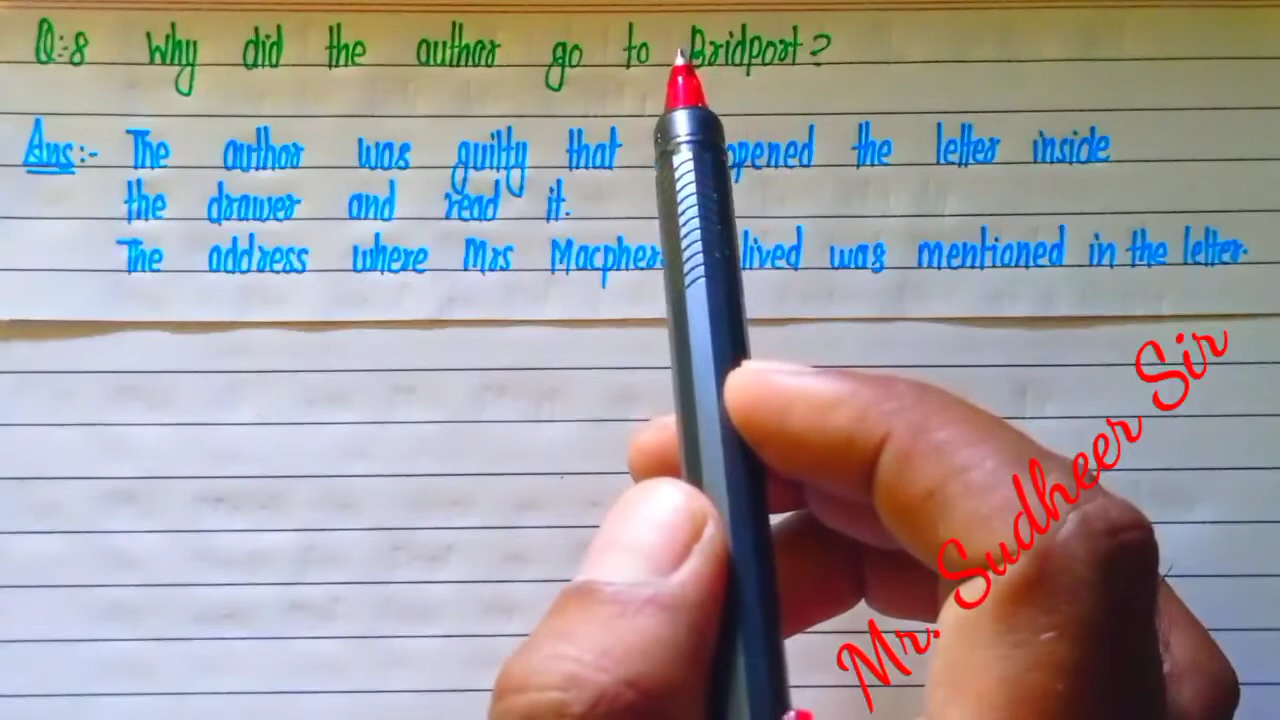 Q:-8 Why did the author go to Bridport?
Ans:- The author was guilty that opened the letter inside
the drawer and read it.
The address where Mrs lived was mentioned in the letter.
Mr. Sudheer Sir